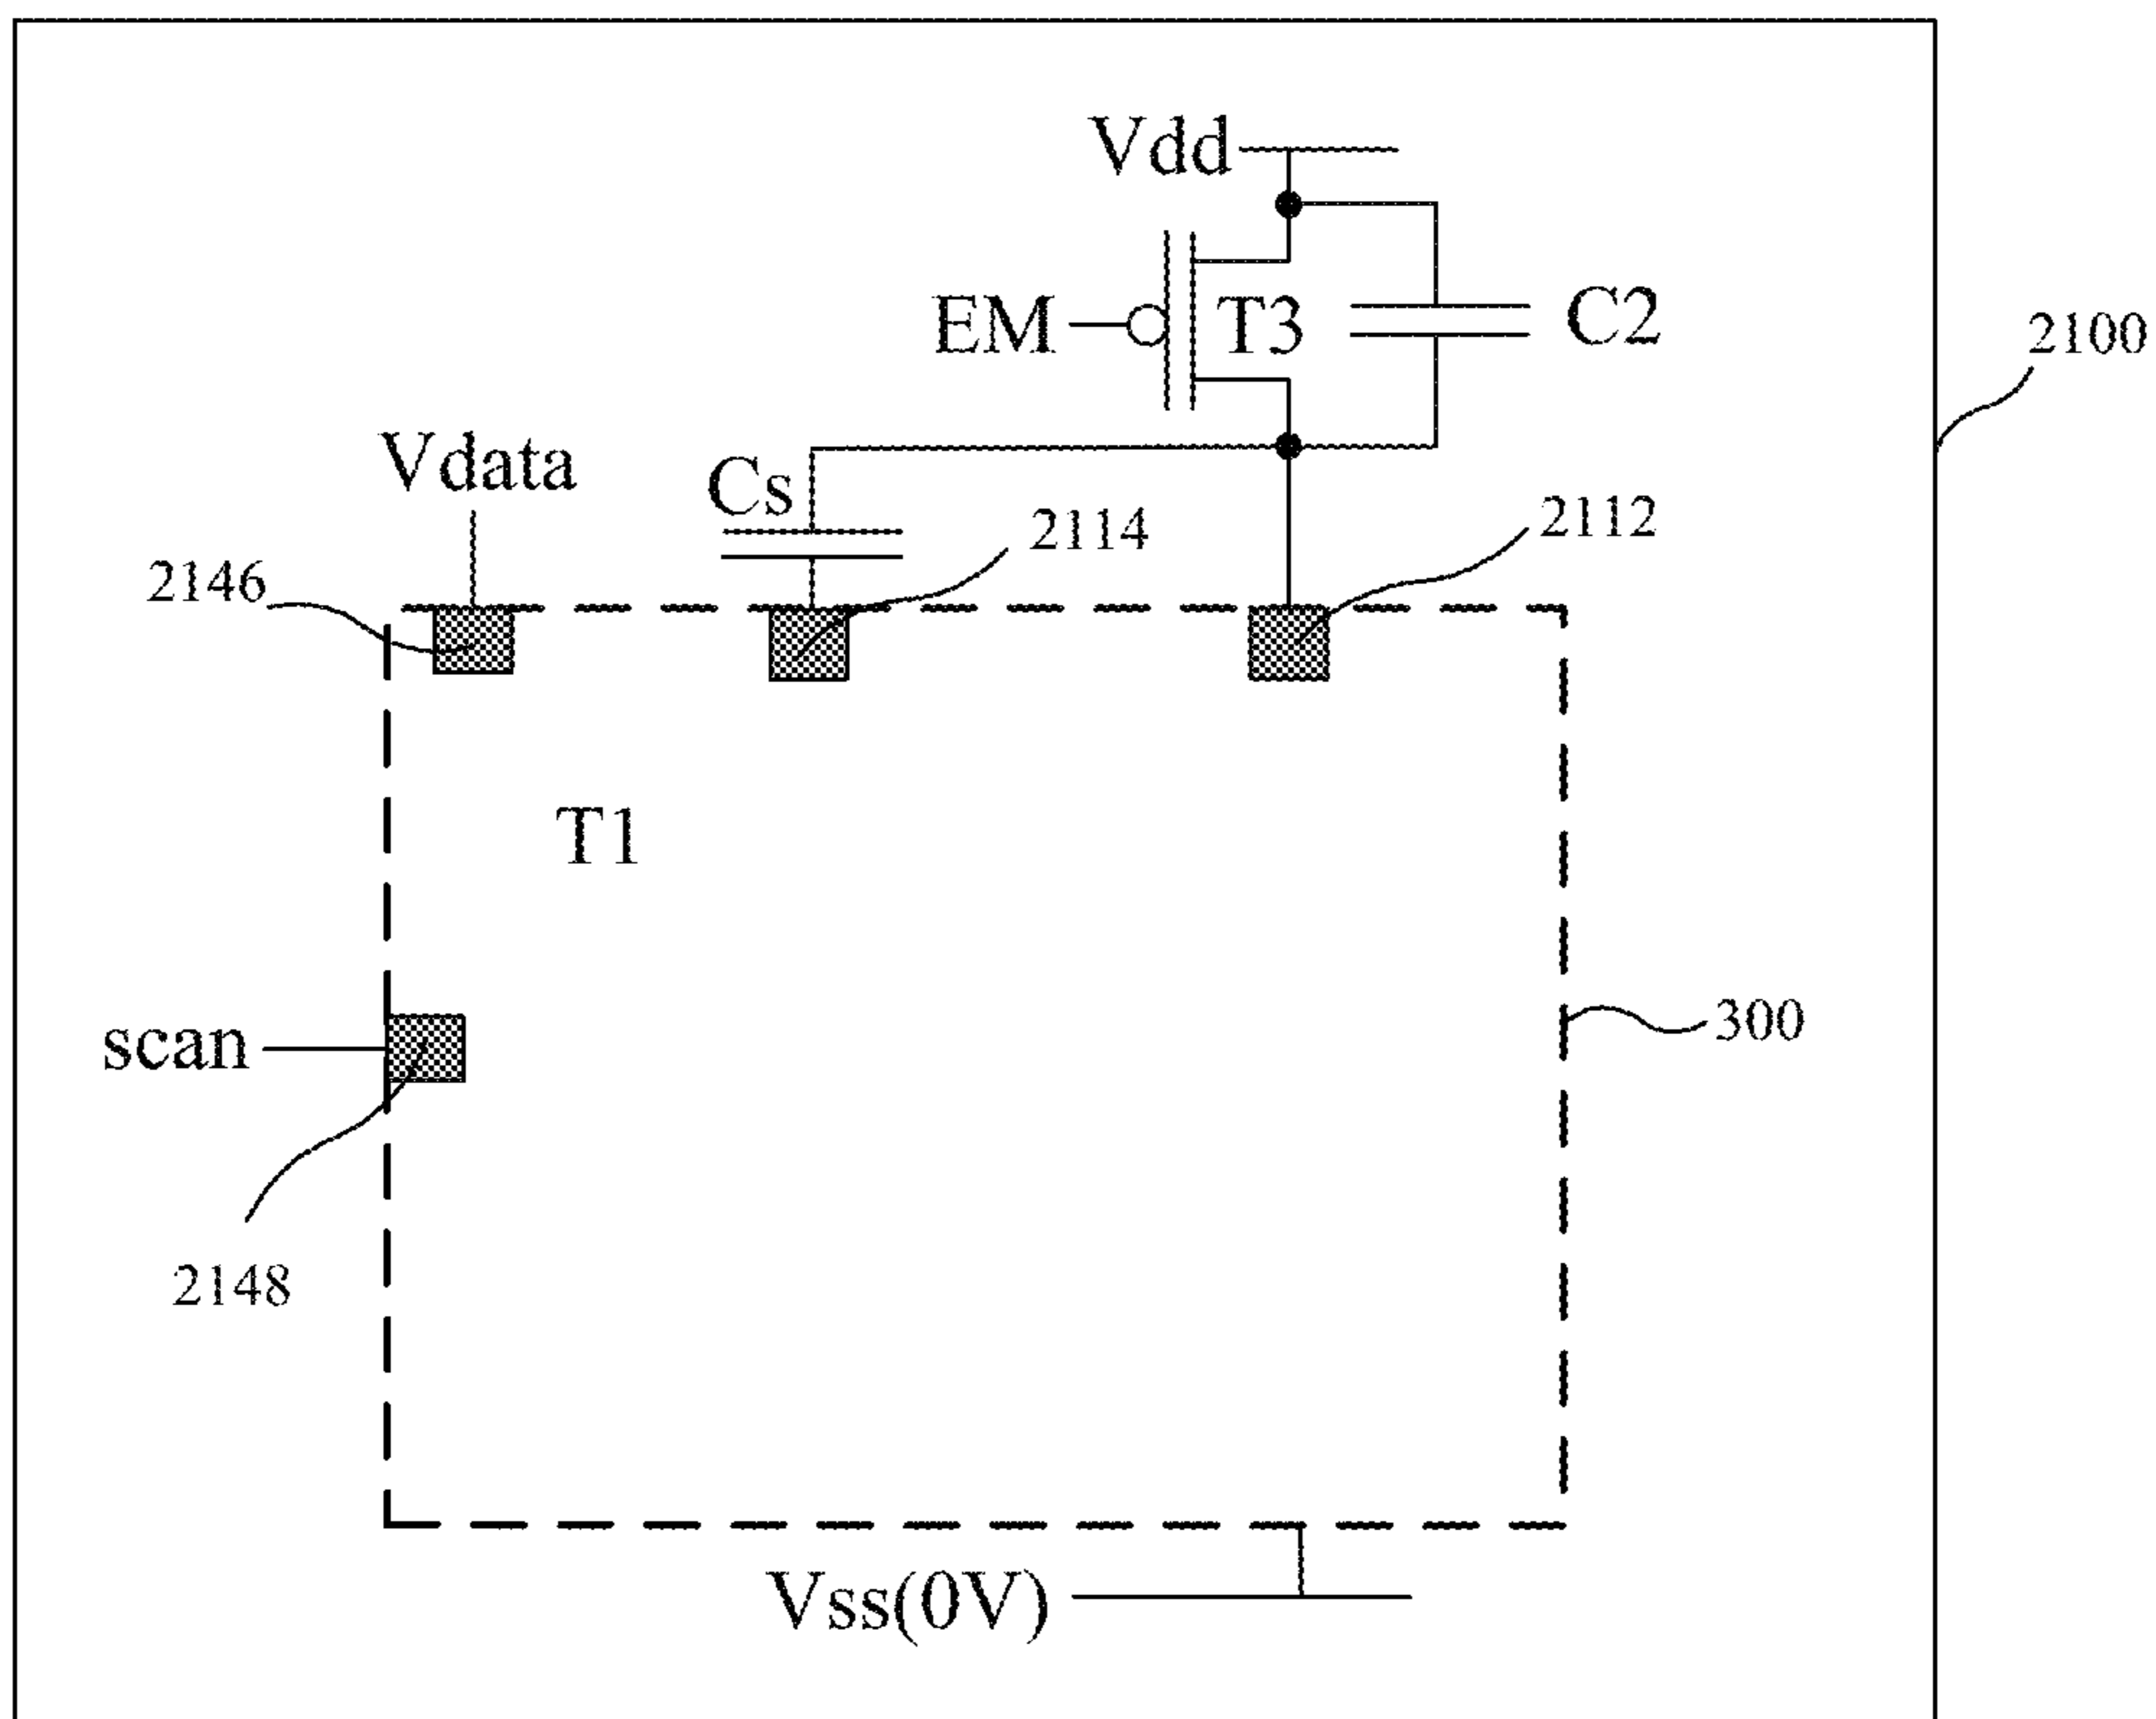 Vdd
EM
T3
C2
2100
Vdata
Cs
2114
2112
2146
T1
scan
300
2148
Vss(0V)